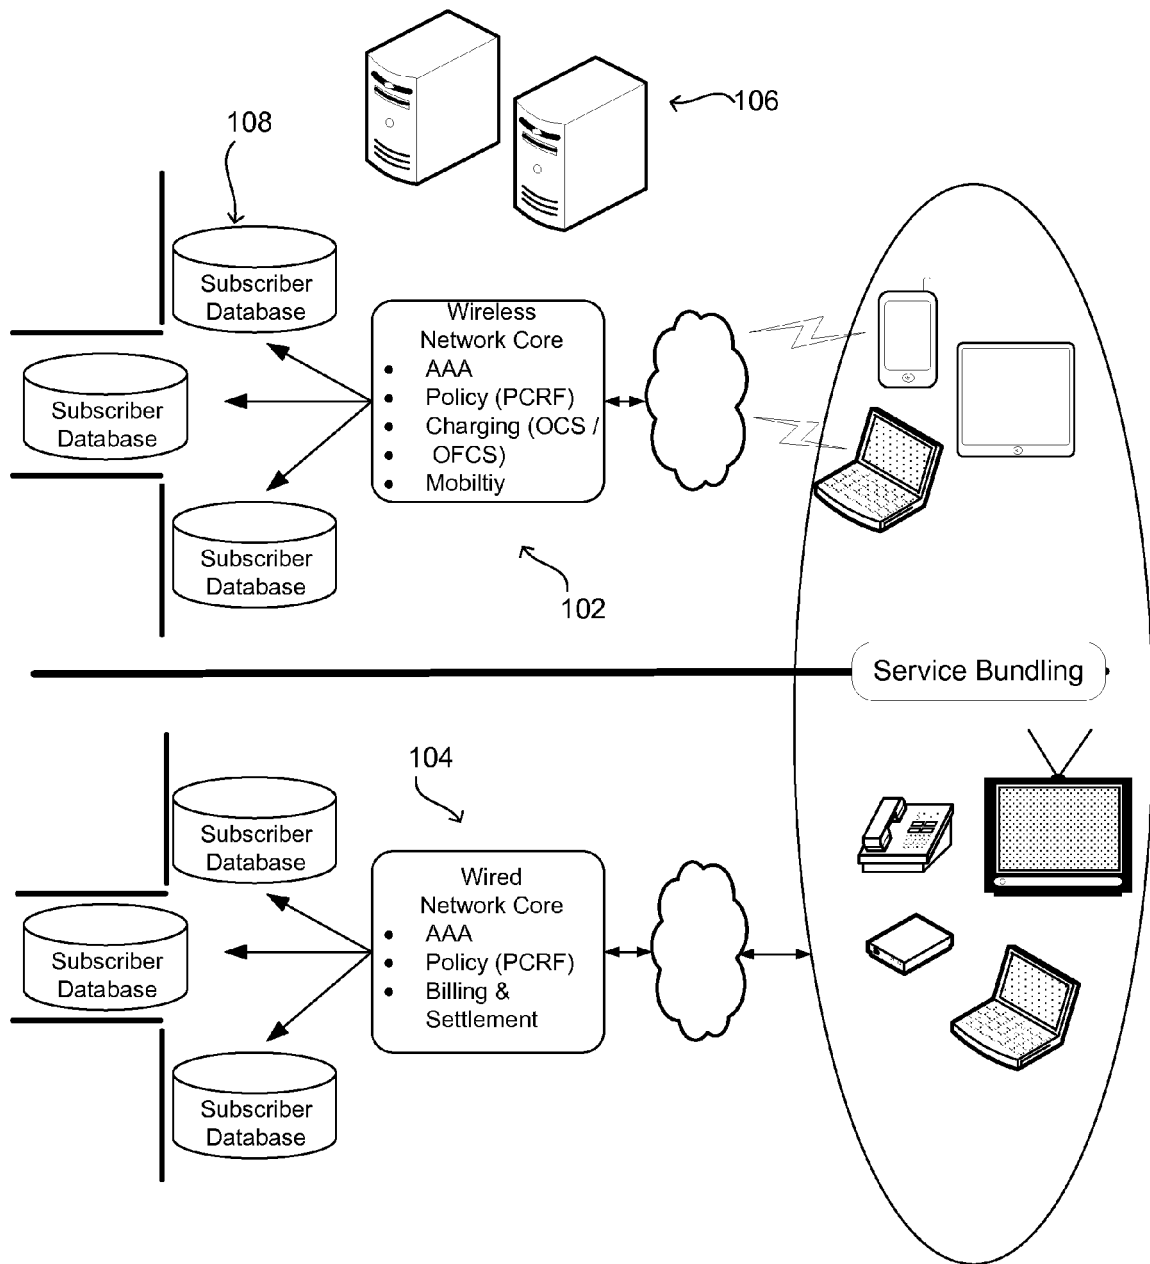 106
108
Subscriber
Database
Subscriber
Database
Subscriber
Database
Wireless
Network Core
• AAA
• Policy (PCRF)
• Charging (OCS /
• OFCS)
• Mobiltiy
102
Service Bundling
104
Subscriber
Database
Subscriber
Database
Subscriber
Database
Wired
Network Core
• AAA
• Policy (PCRF)
• Billing &
Settlement